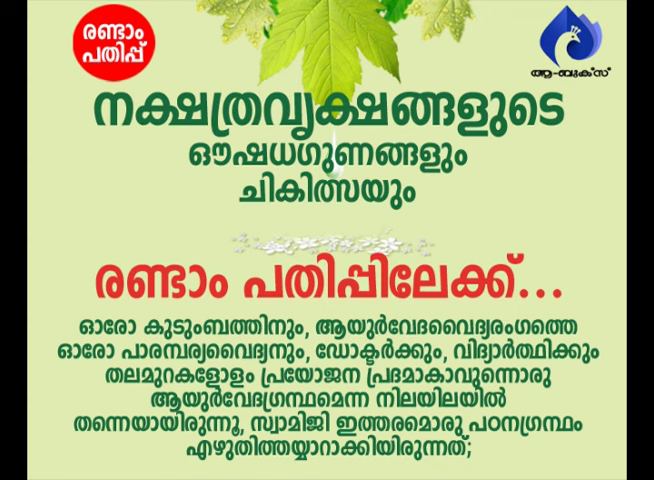 രണ്ടാം
പതിപ്പ്
ആ-ബുക്സ്
നക്ഷത്രവൃക്ഷങ്ങളുടെ
ഔഷധഗുണങ്ങളും
ചികിത്സയും
രണ്ടാം പതിപ്പിലേക്ക്...
ഓരോ കുടുംബത്തിനും, ആയുർവേദവൈദ്യരംഗത്തെ
ഓരോ പാരമ്പര്യവൈദ്യനും, ഡോക്ടർക്കും, വിദ്യാർത്ഥിക്കും
തലമുറകളോളം പ്രയോജന പ്രദമാകാവുന്നൊരു
ആയുർവേദഗ്രന്ഥമെന്ന നിലയിലയിൽ
തന്നെയായിരുന്നൂ, സ്വാമിജി ഇത്തരമൊരു പഠനഗ്രന്ഥം
എഴുതിത്തയ്യാറാക്കിയിരുന്നത്;